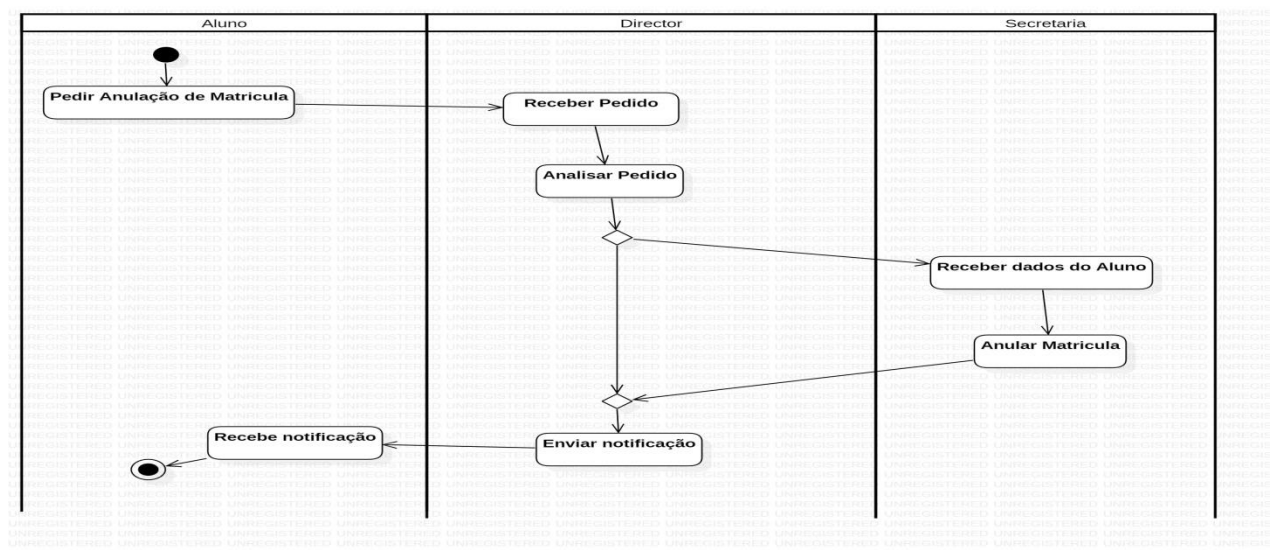 Aluno
Director
Secretaria
Pedir Anulação de Matricula
Receber Pedido
Analisar Pedido
Receber dados do Aluno
Anular Matricula
Recebe notificação
Enviar notificação
UNREGISTERED